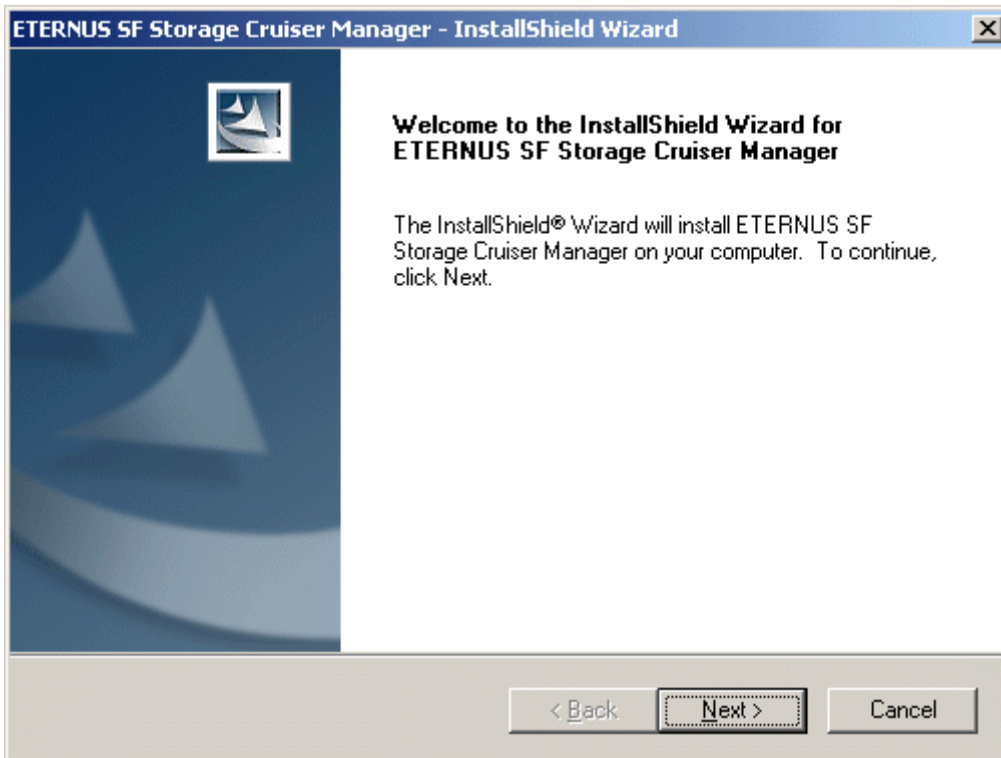 ETERNUS SF Storage Cruiser Manager - InstallShield Wizard
Welcome to the InstallShield Wizard for
ETERNUS SF Storage Cruiser Manager
The InstallShield® Wizard will install ETERNUS SF
Storage Cruiser Manager on your computer.  To continue,
click Next.
< Back
Next >
Cancel